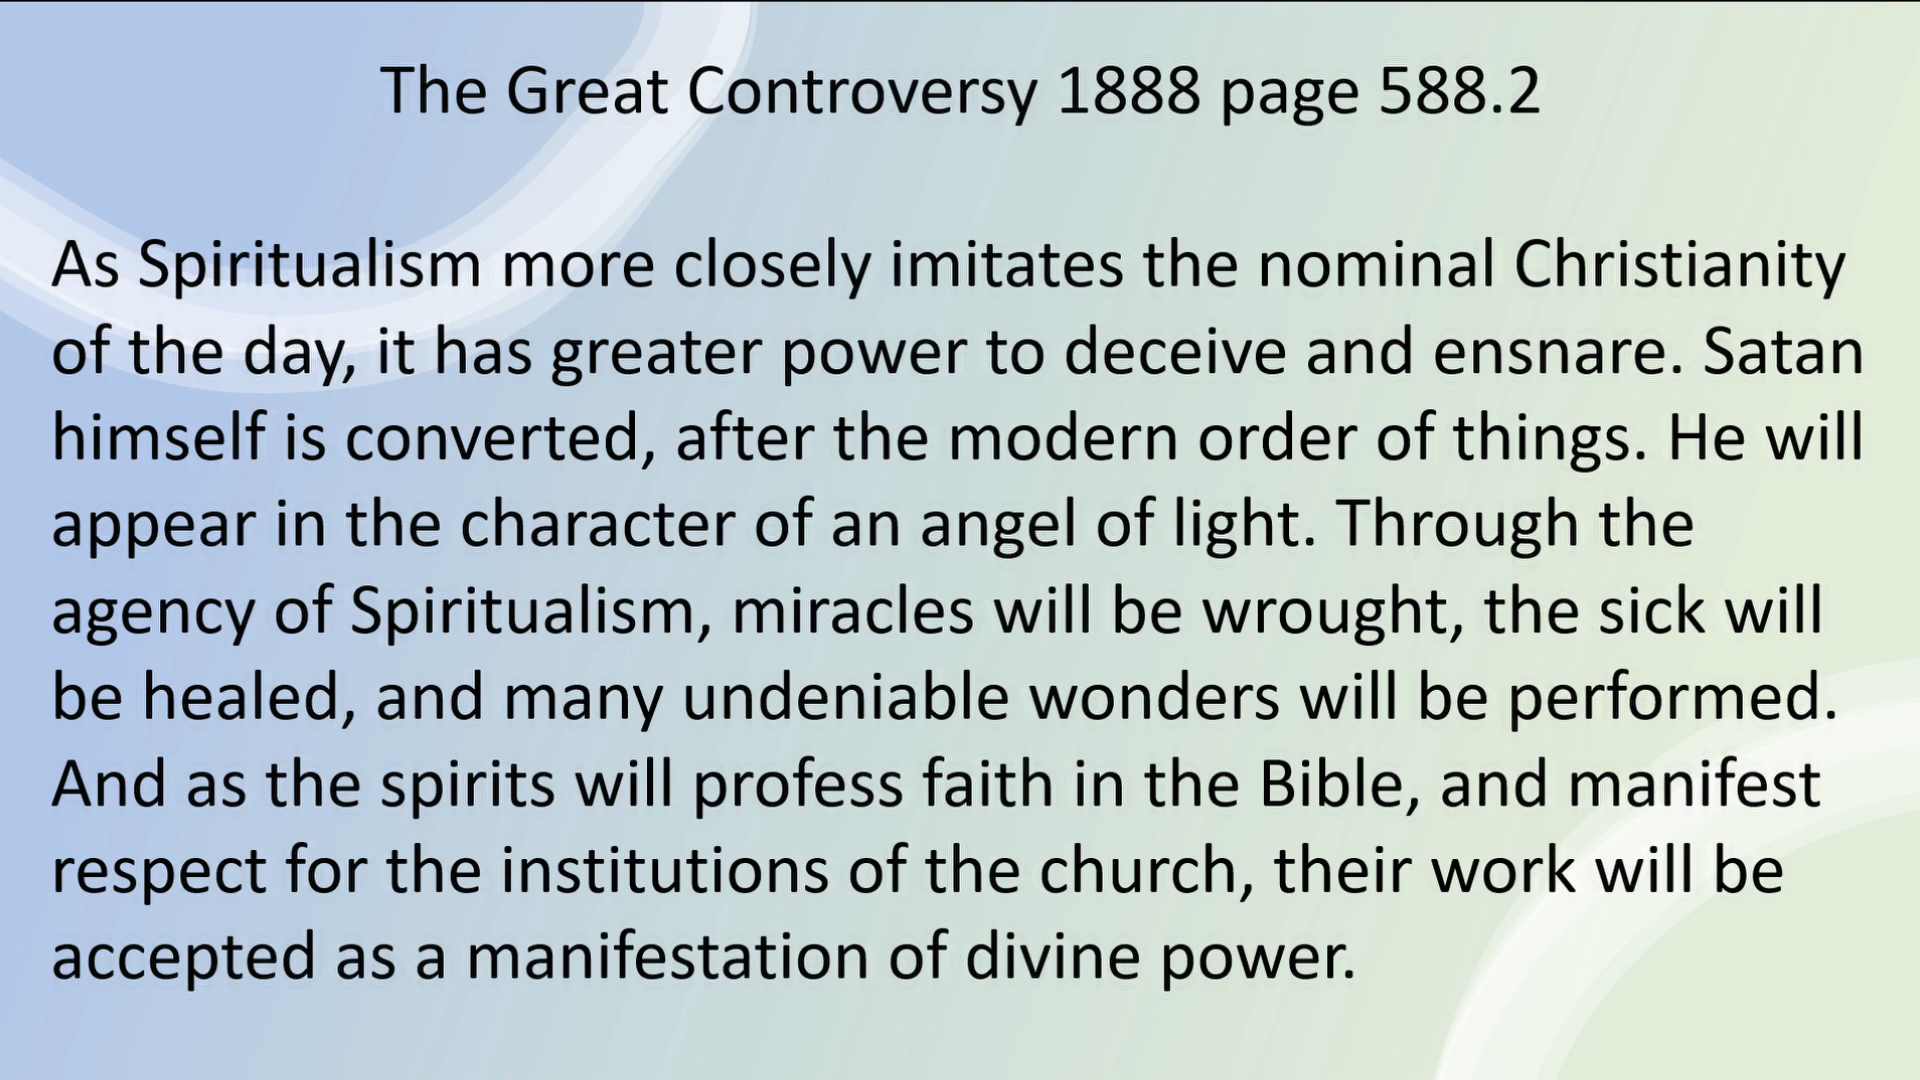 The Great Controversy 1888 page 588.2
As Spiritualism more closely imitates the nominal Christianity
of the day, it has greater power to deceive and ensnare. Satan
himself is converted, after the modern order of things. He will
appear in the character of an angel of light. Through the
agency of Spiritualism, miracles will be wrought, the sick will
be healed, and many undeniable wonders will be performed.
And as the spirits will profess faith in the Bible, and manifest
respect for the institutions of the church, their work will be
accepted as a manifestation of divine power.